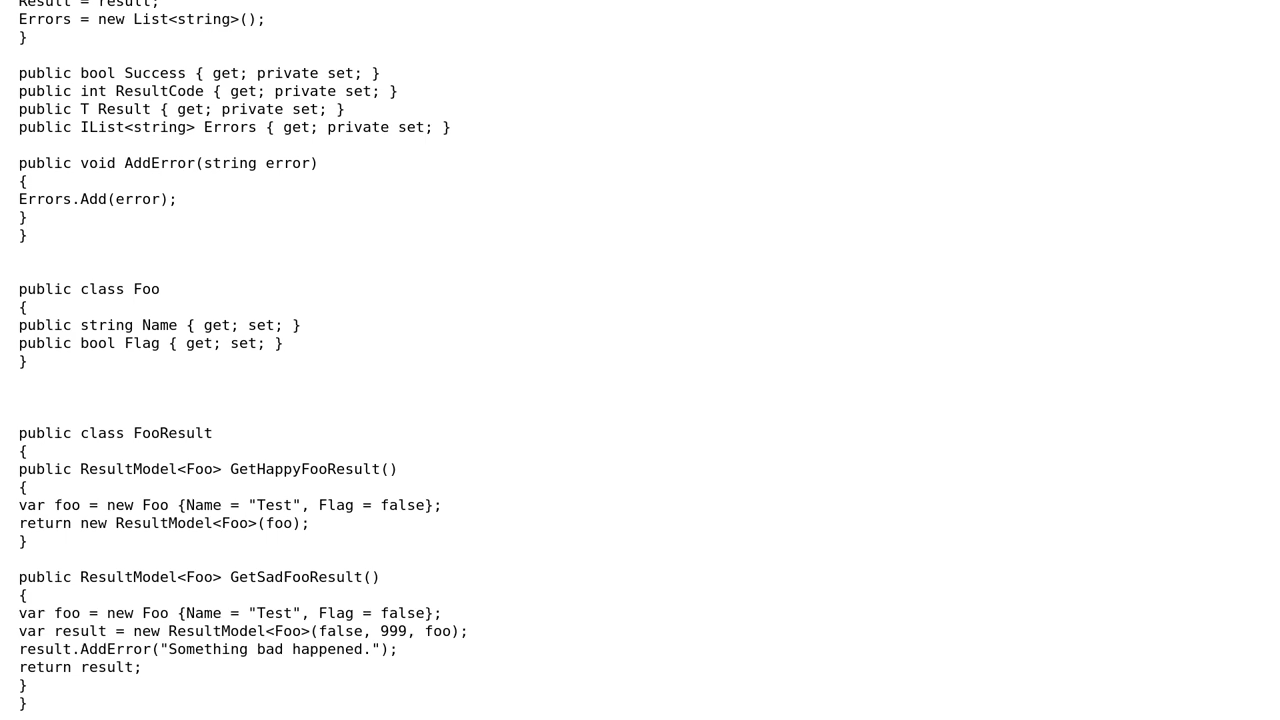 Result = result;
Errors = new List<string>();
}
public bool Success { get; private set; }
public int ResultCode { get; private set; }
public T Result { get; private set; }
public IList<string> Errors { get; private set; }
public void AddError(string error)
{
Errors.Add(error);
}
}
public class Foo
{
public string Name { get; set; }
public bool Flag { get; set; }
}
public class FooResult
{
public ResultModel<Foo> GetHappyFooResult()
{
var foo = new Foo {Name = "Test", Flag = false};
return new ResultModel<Foo>(foo);
}
public ResultModel<Foo> GetSadFooResult()
{
var foo = new Foo {Name = "Test", Flag = false};
var result = new ResultModel<Foo>(false, 999, foo);
result.AddError("Something bad happened.");
return result;
}
}